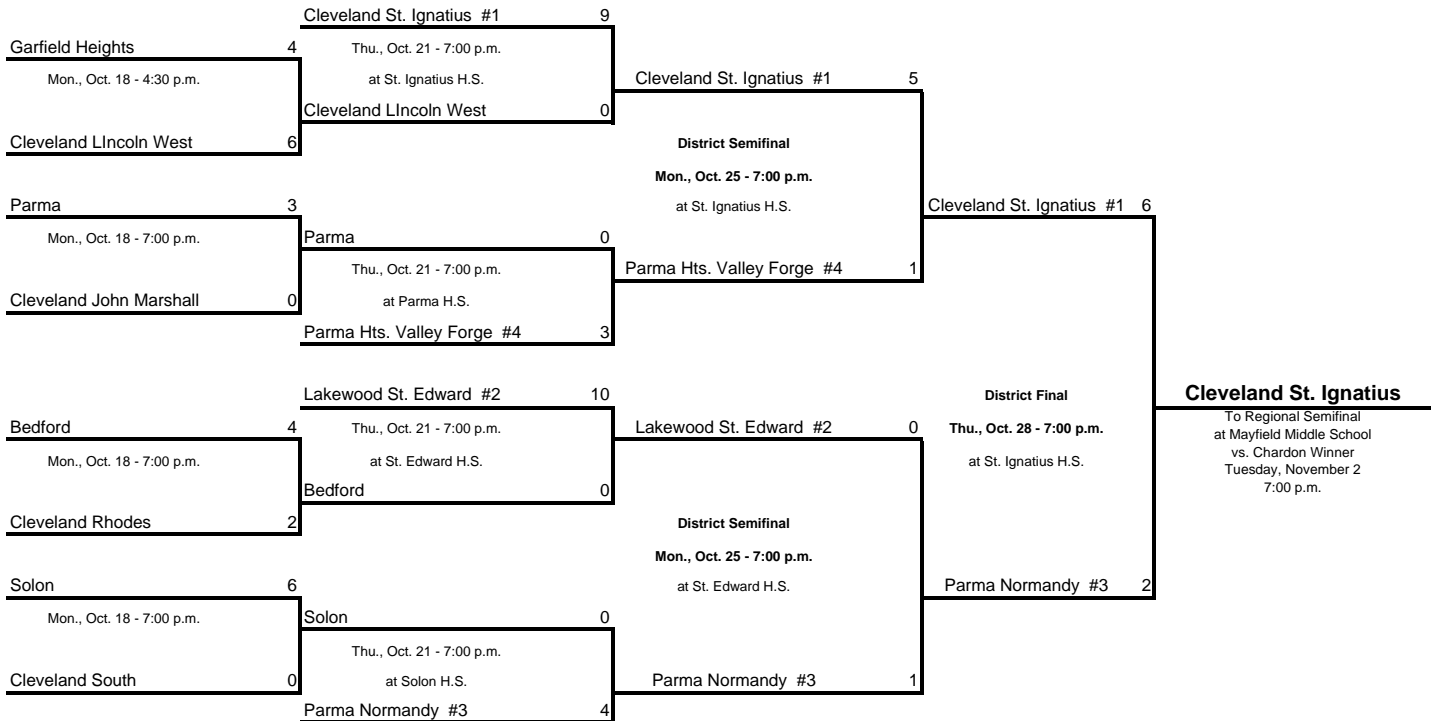 Cleveland St. Ignatius #1 9
Garfield Heights 4
Thu., Oct. 21 - 7:00 p.m.
Mon., Oct. 18 - 4:30 p.m.
at St. Ignatius H.S.
Cleveland St. Ignatius #1 5
Cleveland LIncoln West 0
Cleveland LIncoln West 6
District Semifinal
Mon., Oct. 25 - 7:00 p.m.
Parma 3
at St. Ignatius H.S.
Cleveland St. Ignatius #1 6
Mon., Oct. 18 - 7:00 p.m.
Parma 0
Thu., Oct. 21 - 7:00 p.m.
Parma Hts. Valley Forge #4 1
Cleveland John Marshall 0
at Parma H.S.
Parma Hts. Valley Forge #4 3
Lakewood St. Edward #2 10
District Final
Cleveland St. Ignatius
To Regional Semifinal
Bedford 4
Thu., Oct. 21 - 7:00 p.m.
Lakewood St. Edward #2 0
Thu., Oct. 28 - 7:00 p.m.
at Mayfield Middle School
vs. Chardon Winner
Mon., Oct. 18 - 7:00 p.m.
at St. Edward H.S.
at St. Ignatius H.S.
Tuesday, November 2
7:00 p.m.
Bedford 0
Cleveland Rhodes 2
District Semifinal
Mon., Oct. 25 - 7:00 p.m.
Solon 6
at St. Edward H.S.
Parma Normandy #3 2
Mon., Oct. 18 - 7:00 p.m.
Solon 0
Thu., Oct. 21 - 7:00 p.m.
Cleveland South 0
at Solon H.S.
Parma Normandy #3 1
Parma Normandy #3 4